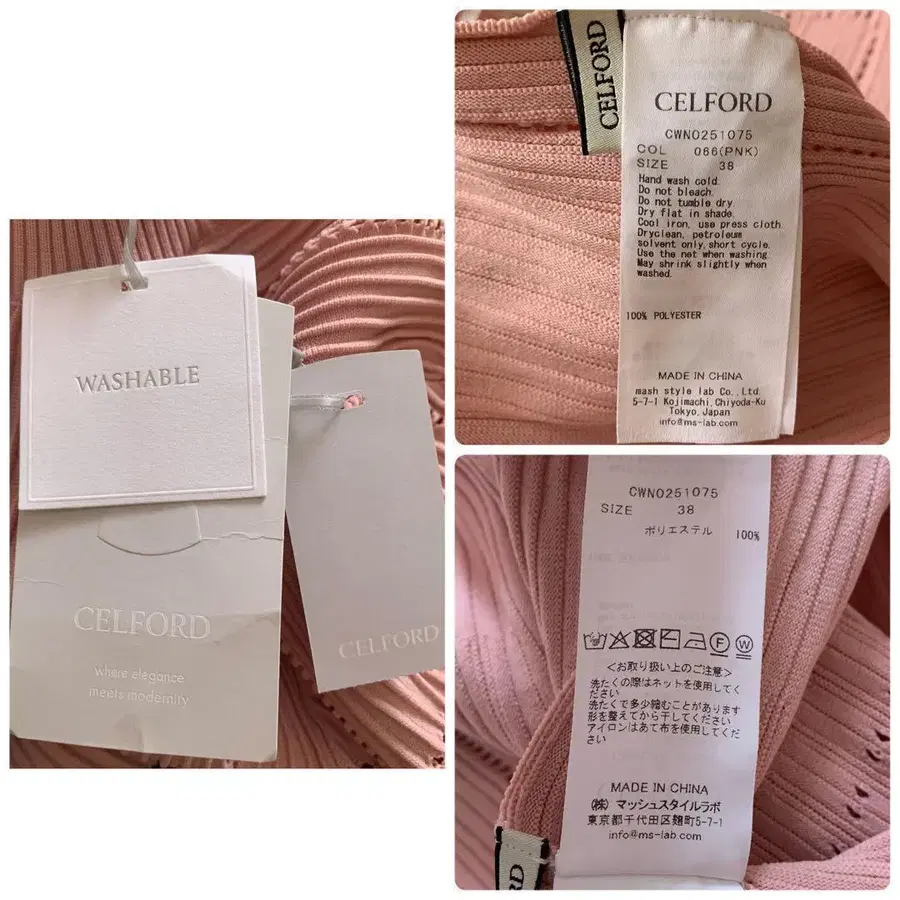 WASHABLE
CELFORD
where elegance
meets modernity
CELFORD
CELFORD
CELFORD
CWNO251075
COL 066(PNK)
SIZE 38
Hand wash cold.
Do not bleach.
Do not tumble dry.
Dry flat in shade.
Cool iron, use press cloth.
Dryclean, petroleum
solvent only,short cycle.
Use the net when washing.
May shrink slightly when
washed.
100% POLYESTER
MADE IN CHINA
mash style lab Co.,Ltd.
5-7-1 Kojimachi,Chiyoda-Ku
Tokyo,Japan
info@ms-lab.com
CWNO251075
SIZE 38
ポリエステル 100%
F W
<お取り扱い上のご注意>
洗たくの際はネットを使用してく
ださい
洗たくで多少縮むことがあります
形を整えてから干してください
アイロンはあて布を使用してくだ
さい
MADE IN CHINA
(株) マッシュスタイルラボ
東京都千代田区麹町5-7-1
info@ms-lab.com
RD